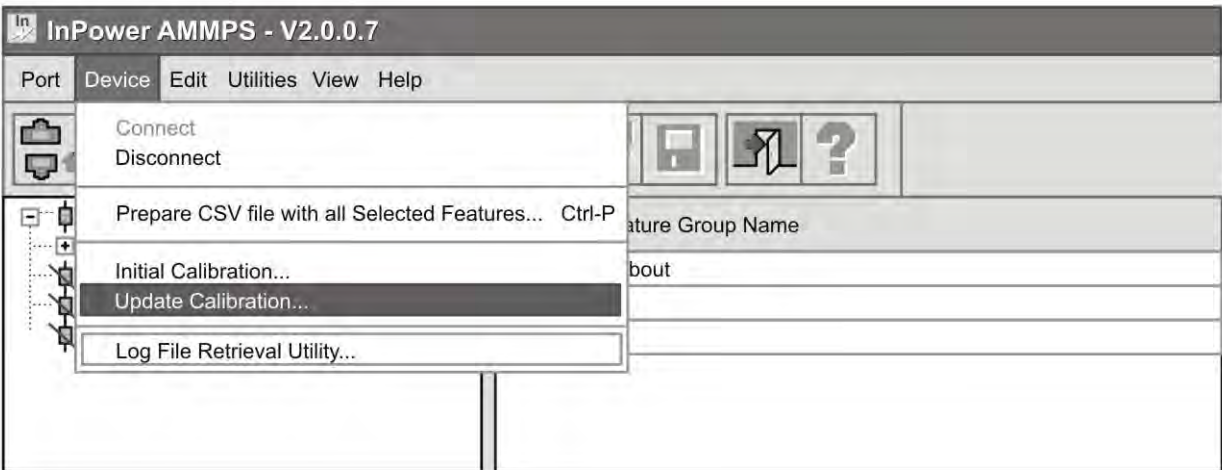 In
InPower AMMPS - V2.0.0.7
Port Device Edit Utilities View Help
Connect
Disconnect
Prepare CSV file with all Selected Features... Ctrl-P
ature Group Name
Initial Calibration...
bout
Update Calibration...
Log File Retrieval Utility...